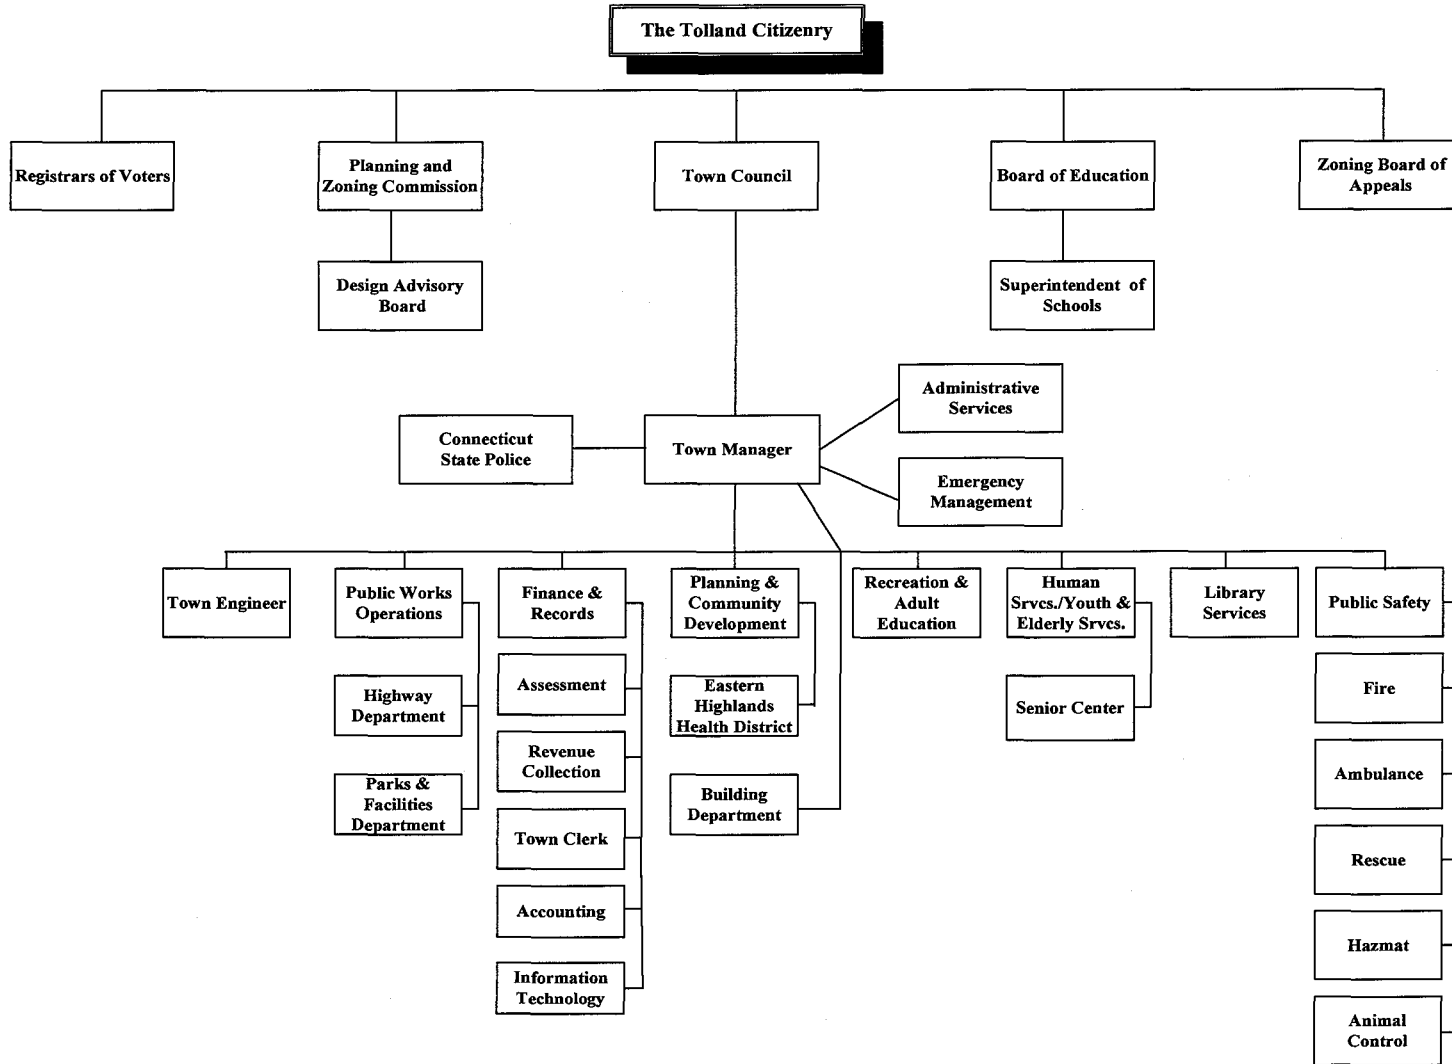 The Tolland Citizenry
Registrars of Voters
Planning and
Zoning Commission
Town Council
Board of Education
Zoning Board of
Appeals
Design Advisory
Board
Superintendent of
Schools
Administrative
Services
Connecticut
State Police
Town Manager
Emergency
Management
Town Engineer
Public Works
Operations
Finance &
Records
Planning &
Community
Development
Recreation &
Adult
Education
Human
Srvcs./Youth &
Elderly Srvcs.
Library
Services
Public Safety
Highway
Department
Assessment
Eastern
Highlands
Health District
Senior Center
Fire
Parks &
Facilities
Department
Revenue
Collection
Building
Department
Ambulance
Town Clerk
Rescue
Accounting
Hazmat
Information
Technology
Animal
Control